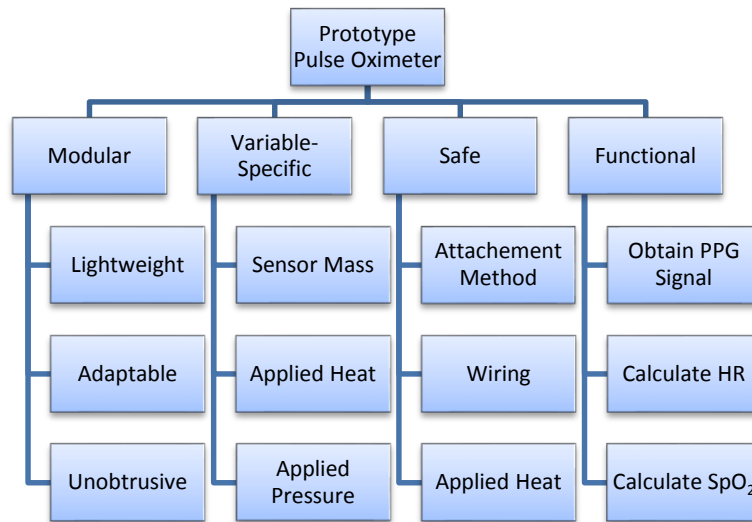 Prototype
Pulse Oximeter
Modular
Variable-
Specific
Safe
Functional
Lightweight
Sensor Mass
Attachement
Method
Obtain PPG
Signal
Adaptable
Applied Heat
Wiring
Calculate HR
Unobtrusive
Applied
Pressure
Applied Heat
Calculate SpO₂